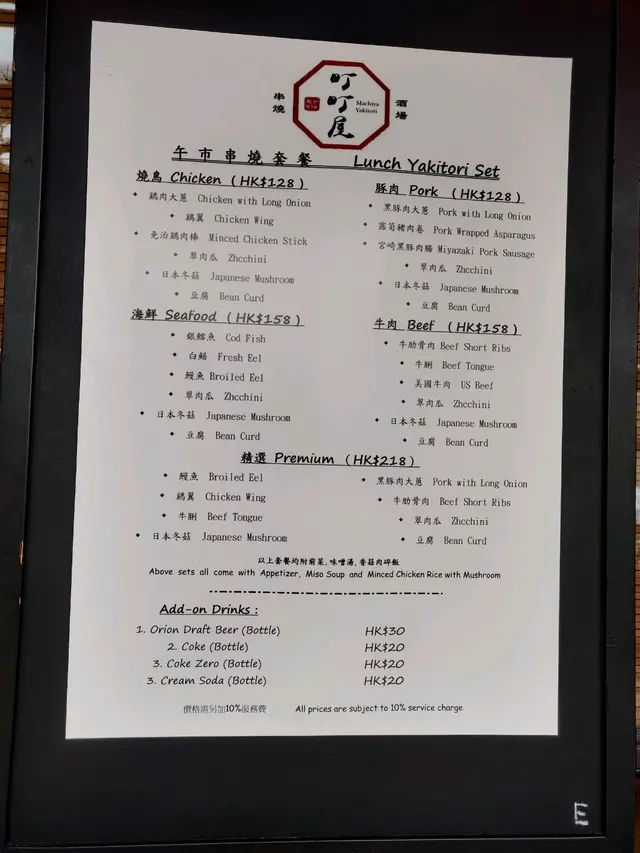 串燒
町町尾
Machiya
Yakitori
酒場
午市串燒套餐 Lunch Yakitori Set
燒鳥 Chicken (HK$128)
鷄肉大蔥 Chicken with Long Onion
鷄翼 Chicken Wing
免治鷄肉棒 Minced Chicken Stick
翠肉瓜 Zhcchini
日本冬菇 Japanese Mushroom
豆腐 Bean Curd
豚肉 Pork (HK$128)
黑豚肉大蔥 Pork with Long Onion
露荀豬肉卷 Pork Wrapped Asparagus
宮崎黑豚肉腸 Miyazaki Pork Sausage
翠肉瓜 Zhcchini
日本冬菇 Japanese Mushroom
豆腐 Bean Curd
海鮮 Seafood (HK$158)
銀鱈魚 Cod Fish
白鱔 Fresh Eel
鰻魚 Broiled Eel
翠肉瓜 Zhcchini
日本冬菇 Japanese Mushroom
豆腐 Bean Curd
牛肉 Beef (HK$158)
牛肋骨肉 Beef Short Ribs
牛脷 Beef Tongue
美國牛肉 US Beef
翠肉瓜 Zhcchini
日本冬菇 Japanese Mushroom
豆腐 Bean Curd
精選 Premium (HK$218)
鰻魚 Broiled Eel
鷄翼 Chicken Wing
牛脷 Beef Tongue
日本冬菇 Japanese Mushroom
黑豚肉大蔥 Pork with Long Onion
牛肋骨肉 Beef Short Ribs
翠肉瓜 Zhcchini
豆腐 Bean Curd
以上套餐均附前菜,味噌湯,香菇肉碎飯
Above sets all come with Appetizer, Miso Soup and Minced Chicken Rice with Mushroom
Add-on Drinks :
1. Orion Draft Beer (Bottle) HK$30
2. Coke (Bottle) HK$20
3. Coke Zero (Bottle) HK$20
3. Cream Soda (Bottle) HK$20
價格需另加10%服務費 All prices are subject to 10% service charge
E